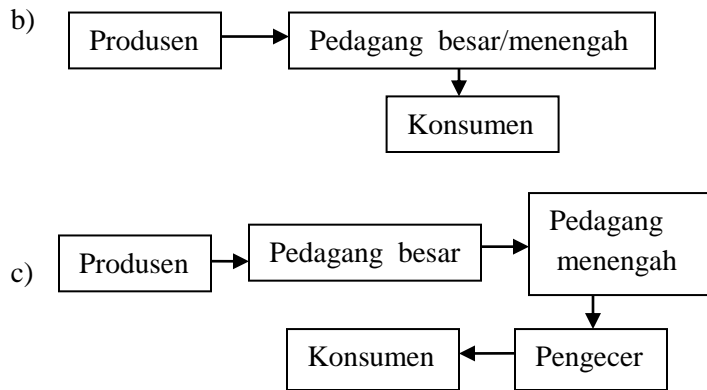 b)
Produsen
Pedagang besar/menengah
Konsumen
c)
Produsen
Pedagang besar
Pedagang
menengah
Pengecer
Konsumen